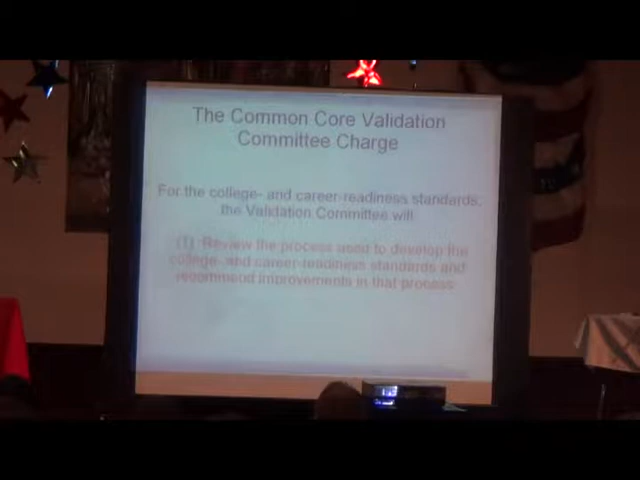 The Common Core Validation
Committee Charge
For the college- and career-readiness standards,
the Validation Committee will
(1) Review the process used to develop the
college- and career-readiness standards and
recommend improvements in that process